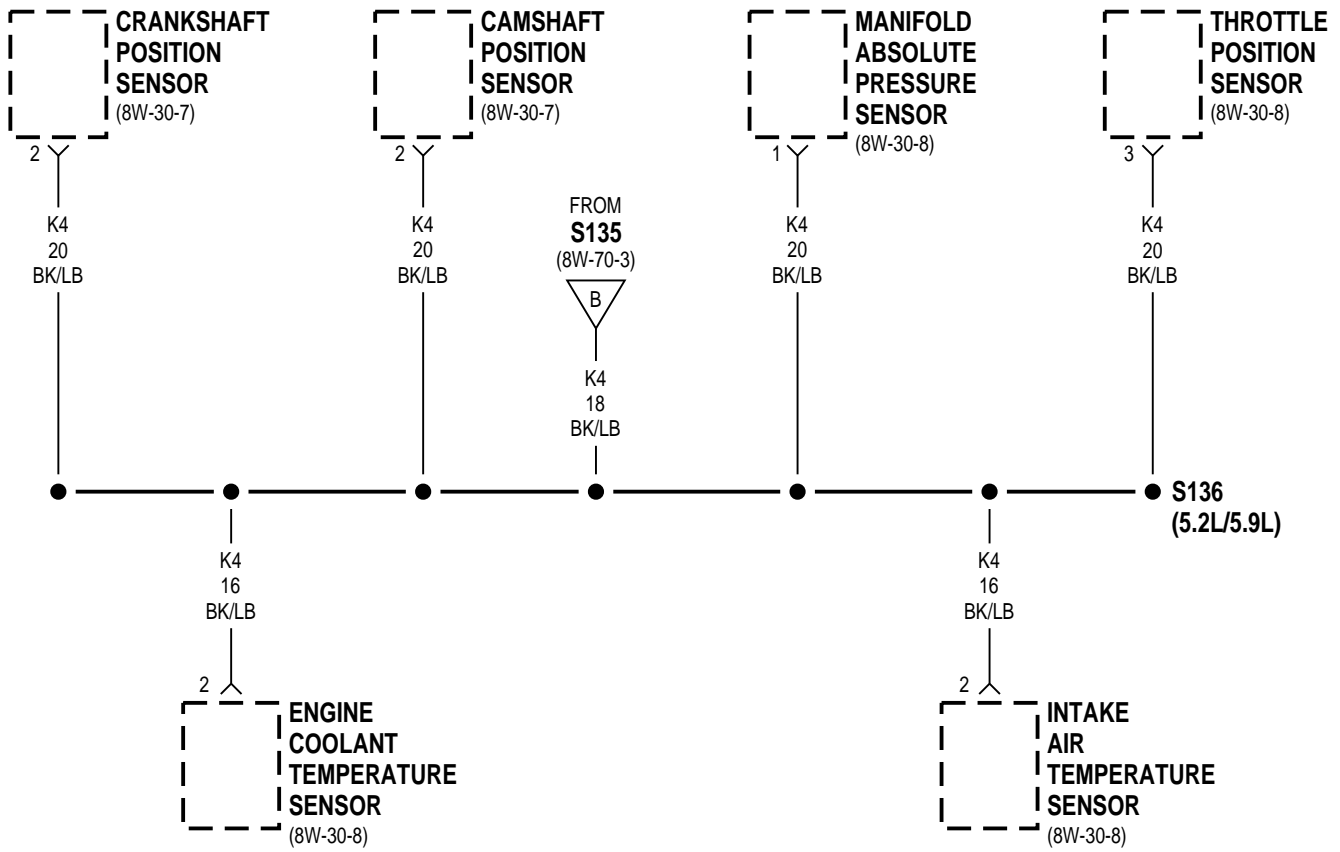 CRANKSHAFT
POSITION
SENSOR
(8W-30-7)
2
K4
20
BK/LB
CAMSHAFT
POSITION
SENSOR
(8W-30-7)
2
K4
20
BK/LB
FROM
S135
(8W-70-3)
B
K4
18
BK/LB
MANIFOLD
ABSOLUTE
PRESSURE
SENSOR
(8W-30-8)
1
K4
20
BK/LB
THROTTLE
POSITION
SENSOR
(8W-30-8)
3
K4
20
BK/LB
S136
(5.2L/5.9L)
K4
16
BK/LB
2
ENGINE
COOLANT
TEMPERATURE
SENSOR
(8W-30-8)
K4
16
BK/LB
2
INTAKE
AIR
TEMPERATURE
SENSOR
(8W-30-8)